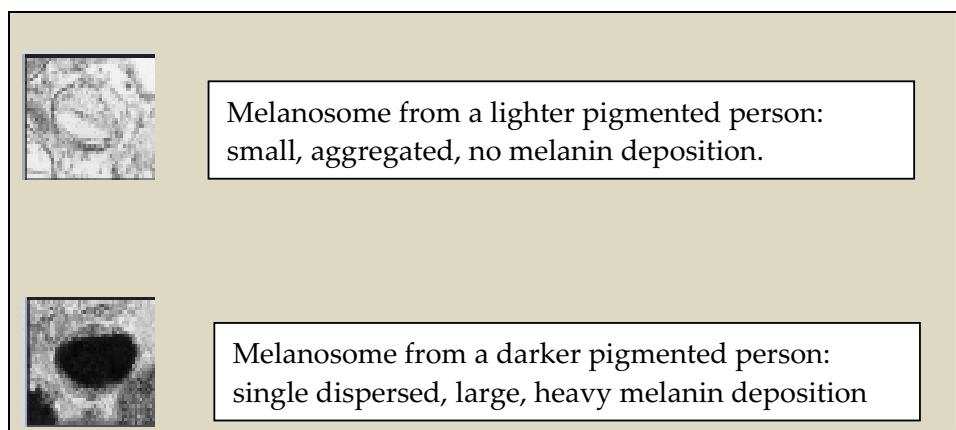 Melanosome from a lighter pigmented person:
small, aggregated, no melanin deposition.
Melanosome from a darker pigmented person:
single dispersed, large, heavy melanin deposition